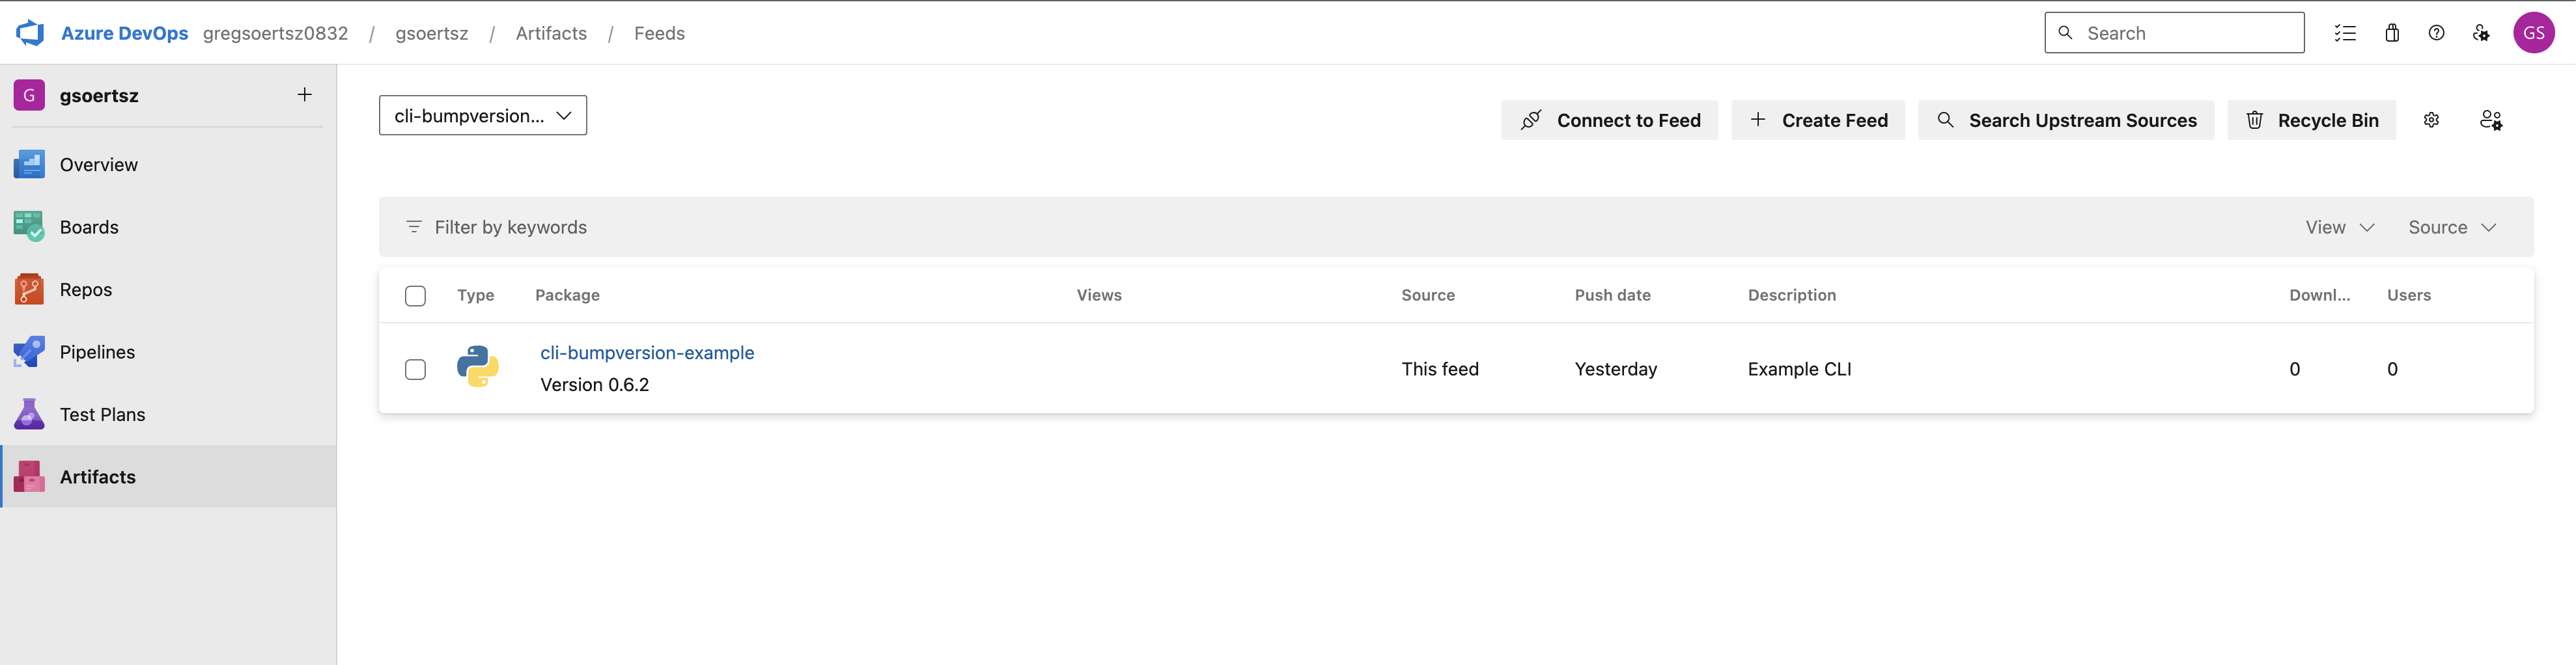 Azure DevOps gregsoertsz0832 / gsoertsz / Artifacts / Feeds Search GS
G gsoertsz +
cli-bumpversion... Connect to Feed + Create Feed Search Upstream Sources Recycle Bin
Overview
Boards
Repos
Pipelines
Test Plans
Artifacts
Filter by keywords View Source
Type Package Views Source Push date Description Downl... Users
cli-bumpversion-example
Version 0.6.2
This feed Yesterday Example CLI 0 0